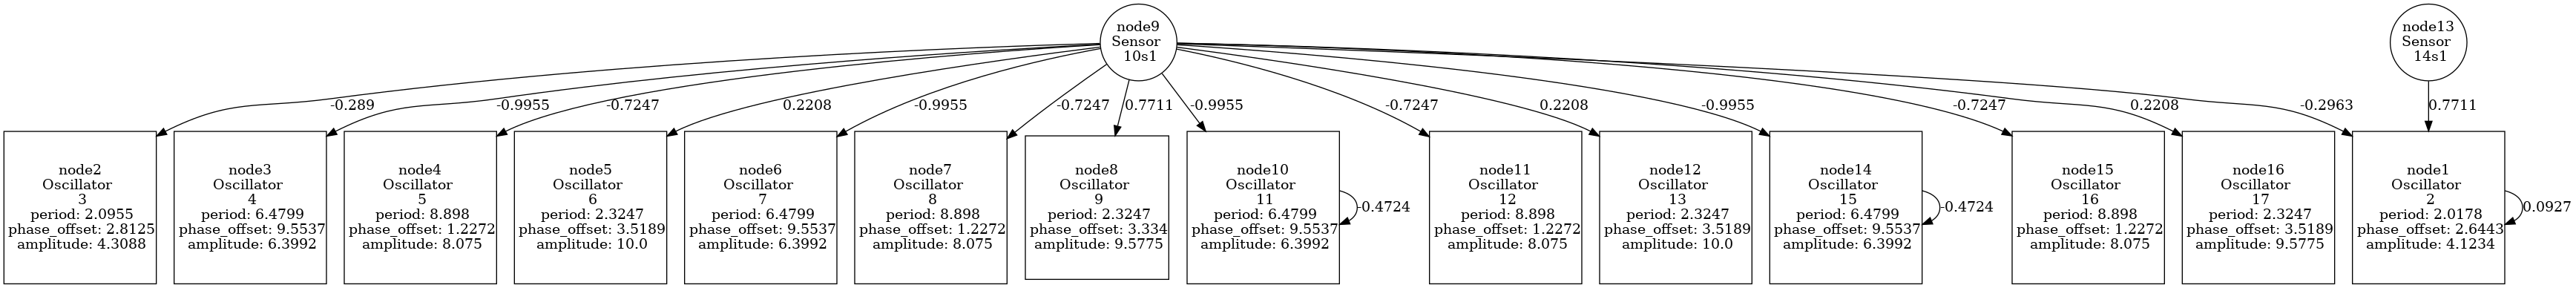 node9
Sensor
10s1
node13
Sensor
14s1
-0.289
-0.9955
-0.7247
0.2208
-0.9955
-0.7247
0.7711
-0.9955
-0.7247
0.2208
-0.9955
-0.7247
0.2208
-0.2963
0.7711
node2
Oscillator
3
period: 2.0955
phase_offset: 2.8125
amplitude: 4.3088
node3
Oscillator
4
period: 6.4799
phase_offset: 9.5537
amplitude: 6.3992
node4
Oscillator
5
period: 8.898
phase_offset: 1.2272
amplitude: 8.075
node5
Oscillator
6
period: 2.3247
phase_offset: 3.5189
amplitude: 10.0
node6
Oscillator
7
period: 6.4799
phase_offset: 9.5537
amplitude: 6.3992
node7
Oscillator
8
period: 8.898
phase_offset: 1.2272
amplitude: 8.075
node8
Oscillator
9
period: 2.3247
phase_offset: 3.334
amplitude: 9.5775
node10
Oscillator
11
period: 6.4799
phase_offset: 9.5537
amplitude: 6.3992
-0.4724
node11
Oscillator
12
period: 8.898
phase_offset: 1.2272
amplitude: 8.075
node12
Oscillator
13
period: 2.3247
phase_offset: 3.5189
amplitude: 10.0
node14
Oscillator
15
period: 6.4799
phase_offset: 9.5537
amplitude: 6.3992
-0.4724
node15
Oscillator
16
period: 8.898
phase_offset: 1.2272
amplitude: 8.075
node16
Oscillator
17
period: 2.3247
phase_offset: 3.5189
amplitude: 9.5775
node1
Oscillator
2
period: 2.0178
phase_offset: 2.6443
amplitude: 4.1234
0.0927